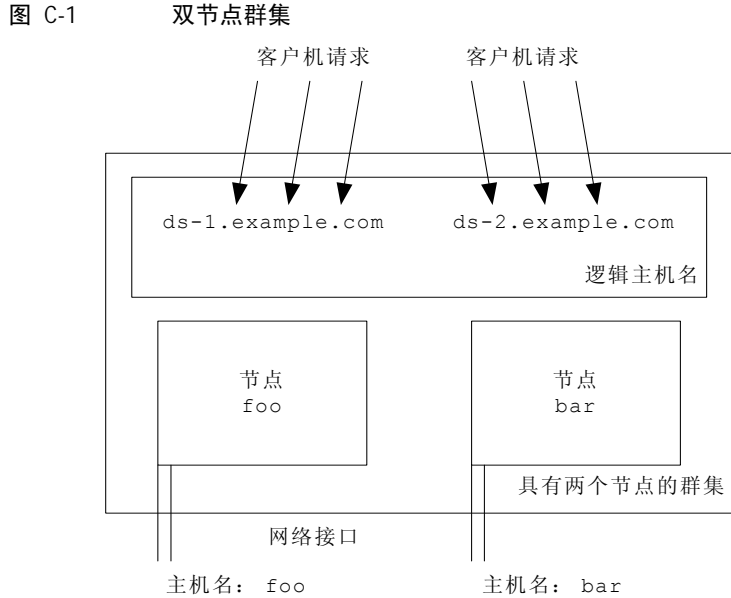 图 C-1 双节点群集
客户机请求 客户机请求
ds-1.example.com ds-2.example.com
逻辑主机名
节点 节点
foo bar
具有两个节点的群集
网络接口
主机名： foo 主机名： bar